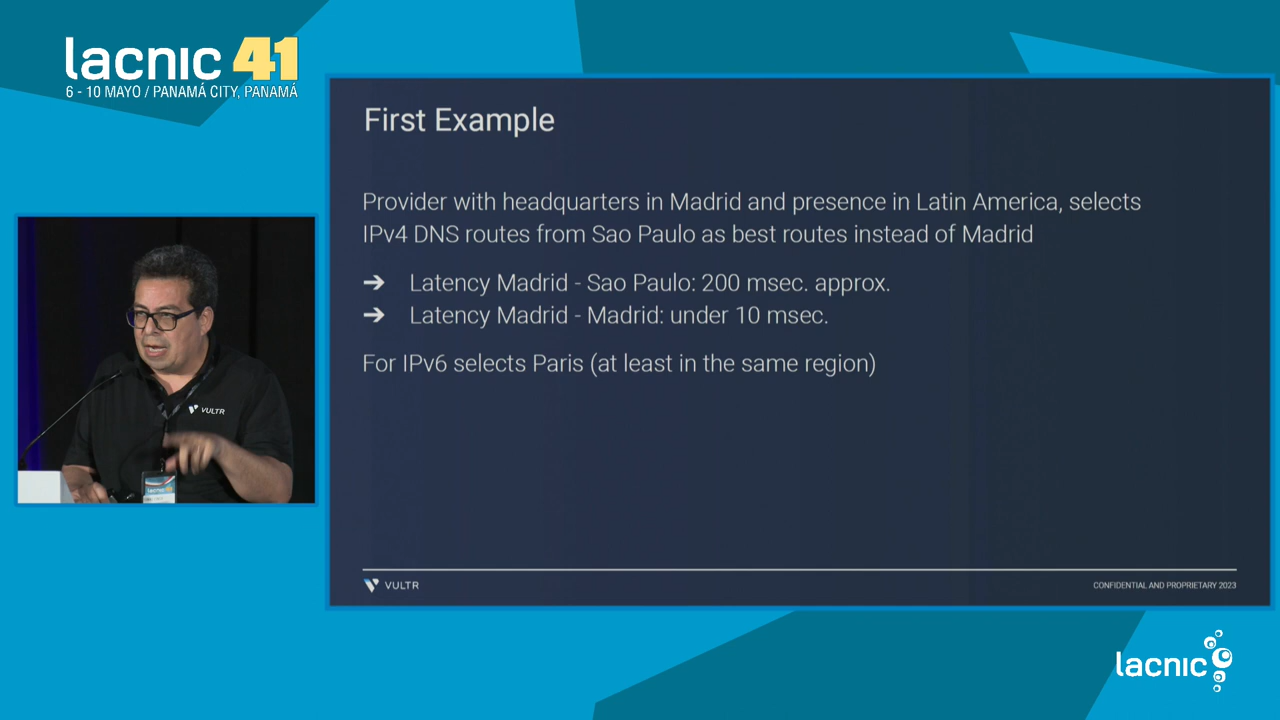 lacnic 41
6 - 10 MAYO / PANAMÁ CITY, PANAMÁ
First Example
Provider with headquarters in Madrid and presence in Latin America, selects
IPv4 DNS routes from Sao Paulo as best routes instead of Madrid
➔ Latency Madrid - Sao Paulo: 200 msec. approx.
➔ Latency Madrid - Madrid: under 10 msec.
For IPv6 selects Paris (at least in the same region)
VULTR
VULTR
CONFIDENTIAL AND PROPRIETARY 2023
lacnic